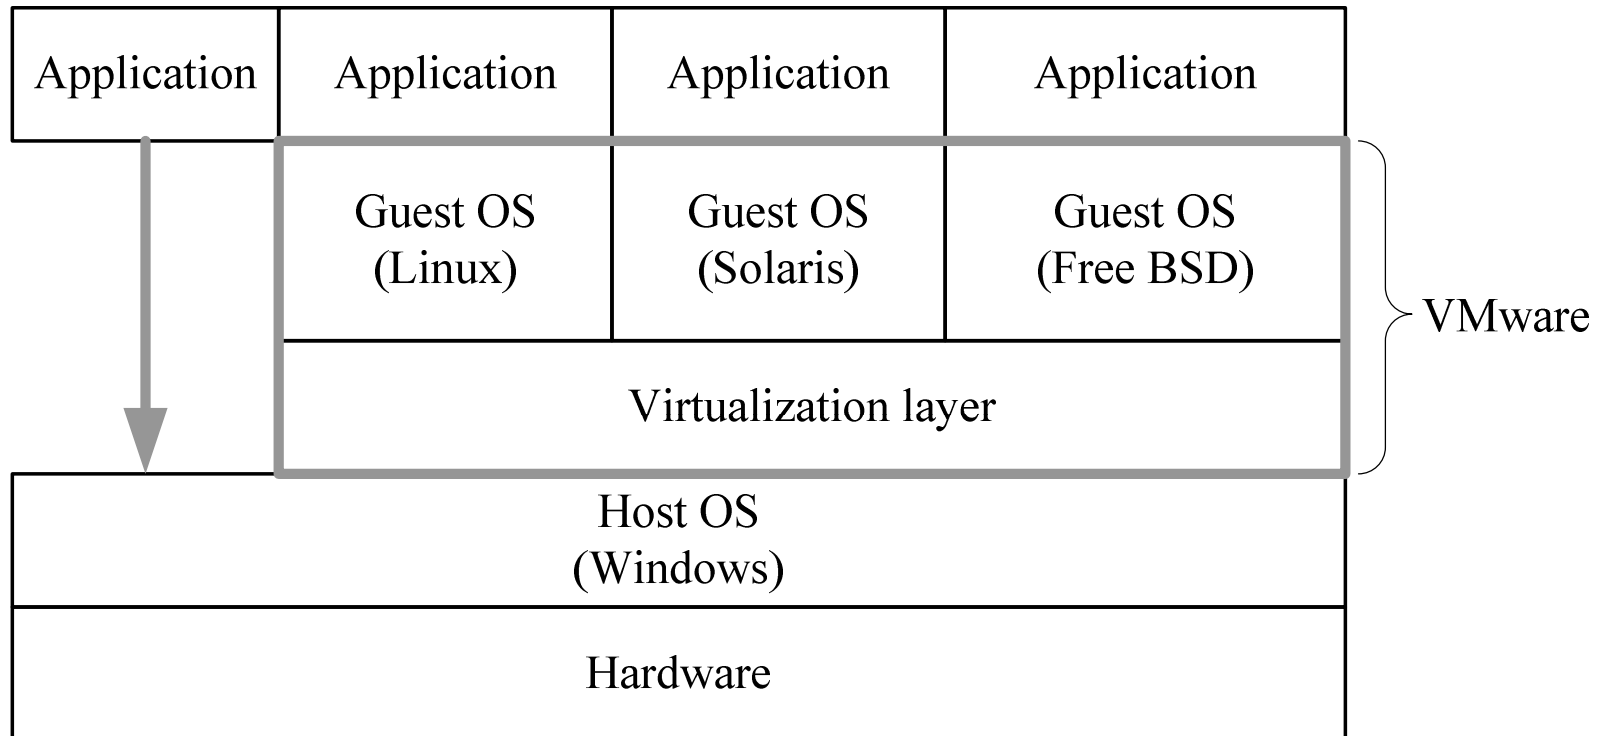 Application
Application
Application
Application
Guest OS
(Linux)
Guest OS
(Solaris)
Guest OS
(Free BSD)
VMware
Virtualization layer
Host OS
(Windows)
Hardware